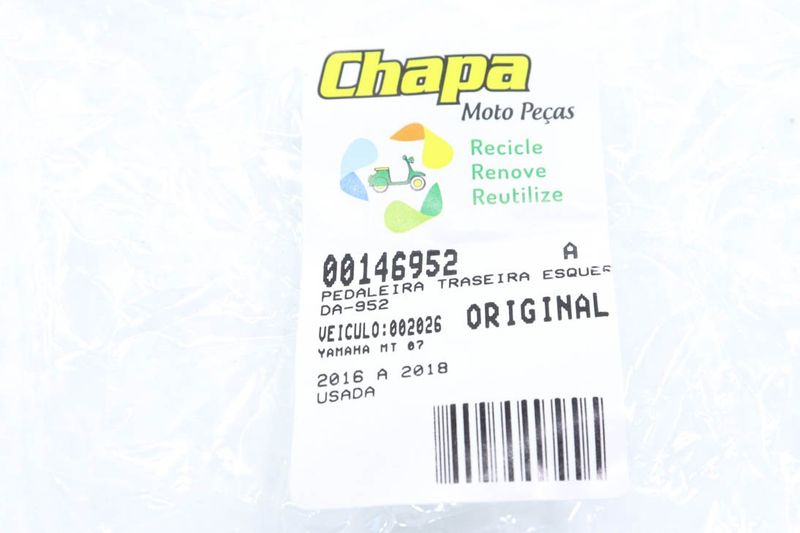 Chapa
Moto Peças
Recicle
Renove
Reutilize
00146952 A
PEDALEIRA TRASEIRA ESQUER
DA-952
VEICULO:002026 ORIGINAL
YAMAHA MT 07
2016 A 2018
USADA